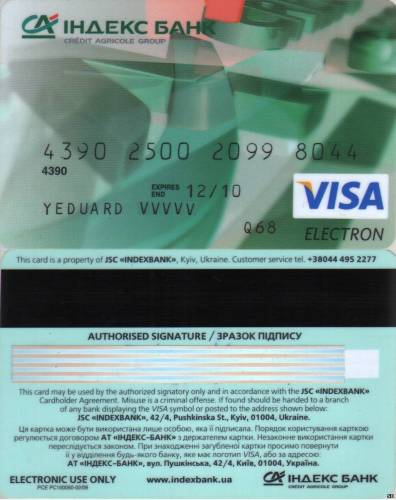 CA ІНДЕКС БАНК
CRÉDIT AGRICOLE GROUP
4390 2500 2099 8044
4390
EXPIRES END 12/10
YEDUARD VVVVV
Q68
VISA
ELECTRON
This card is a property of JSC «INDEXBANK», Kyiv, Ukraine. Customer service tel. +38044 495 2277
AUTHORISED SIGNATURE / ЗРАЗОК ПІДПИСУ
This card may be used by the authorized signatory only and in accordance with the JSC «INDEXBANK»
Cardholder Agreement. Misuse is a criminal offense. If found should be handed to a branch
of any bank displaying the VISA symbol or posted to the address shown below:
JSC «INDEXBANK», 42/4, Pushkinska St., Kyiv, 01004, Ukraine.
Ця картка може бути використана лише особою, яка її підписала. Порядок користування карткою
регулюється договором АТ «ІНДЕКС-БАНК» з держателем картки. Незаконне використання картки
переслідується законом. При знаходженні загубленої картки просимо повернути
її у відділення будь-якого банку, яке має логотип VISA, або за адресою:
АТ «ІНДЕКС-БАНК», вул. Пушкінська, 42/4, Київ, 01004, Україна.
ELECTRONIC USE ONLY
www.indexbank.ua
CA ІНДЕКС БАНК
CRÉDIT AGRICOLE GROUP